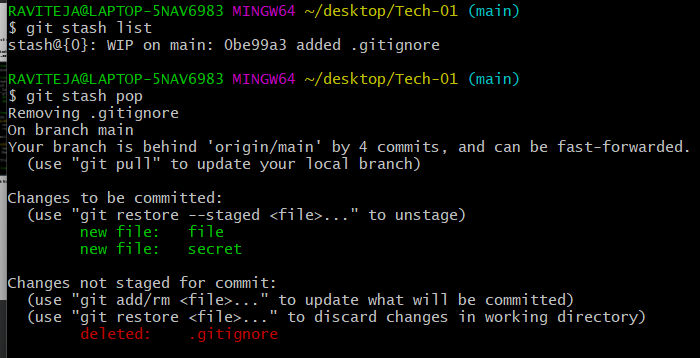 RAVITEJA@LAPTOP-5NAV6983 MINGW64 ~/desktop/Tech-01 (main)
$ git stash list
stash@{0}: WIP on main: 0be99a3 added .gitignore
RAVITEJA@LAPTOP-5NAV6983 MINGW64 ~/desktop/Tech-01 (main)
$ git stash pop
Removing .gitignore
On branch main
Your branch is behind 'origin/main' by 4 commits, and can be fast-forwarded.
  (use "git pull" to update your local branch)
Changes to be committed:
  (use "git restore --staged <file>..." to unstage)
        new file:   file
        new file:   secret
Changes not staged for commit:
  (use "git add/rm <file>..." to update what will be committed)
  (use "git restore <file>..." to discard changes in working directory)
        deleted:    .gitignore